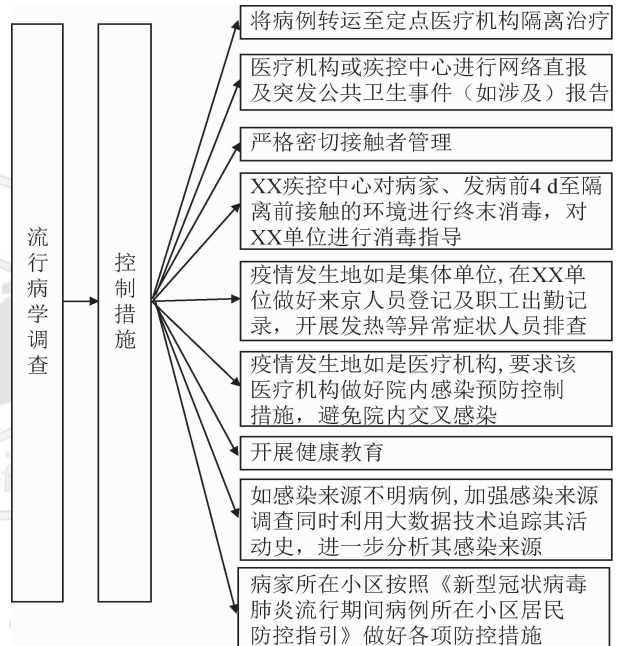 流行病学调查
控制措施
将病例转运至定点医疗机构隔离治疗
医疗机构或疾控中心进行网络直报
及突发公共卫生事件（如涉及）报告
严格密切接触者管理
XX疾控中心对病家、发病前4 d至隔
离前接触的环境进行终末消毒，对
XX单位进行消毒指导
疫情发生地如是集体单位,在XX单
位做好来京人员登记及职工出勤记
录，开展发热等异常症状人员排查
疫情发生地如是医疗机构,要求该
医疗机构做好院内感染预防控制
措施，避免院内交叉感染
开展健康教育
如感染来源不明病例,加强感染来源
调查同时利用大数据技术追踪其活
动史，进一步分析其感染来源
病家所在小区按照《新型冠状病毒
肺炎流行期间病例所在小区居民
防控指引》做好各项防控措施